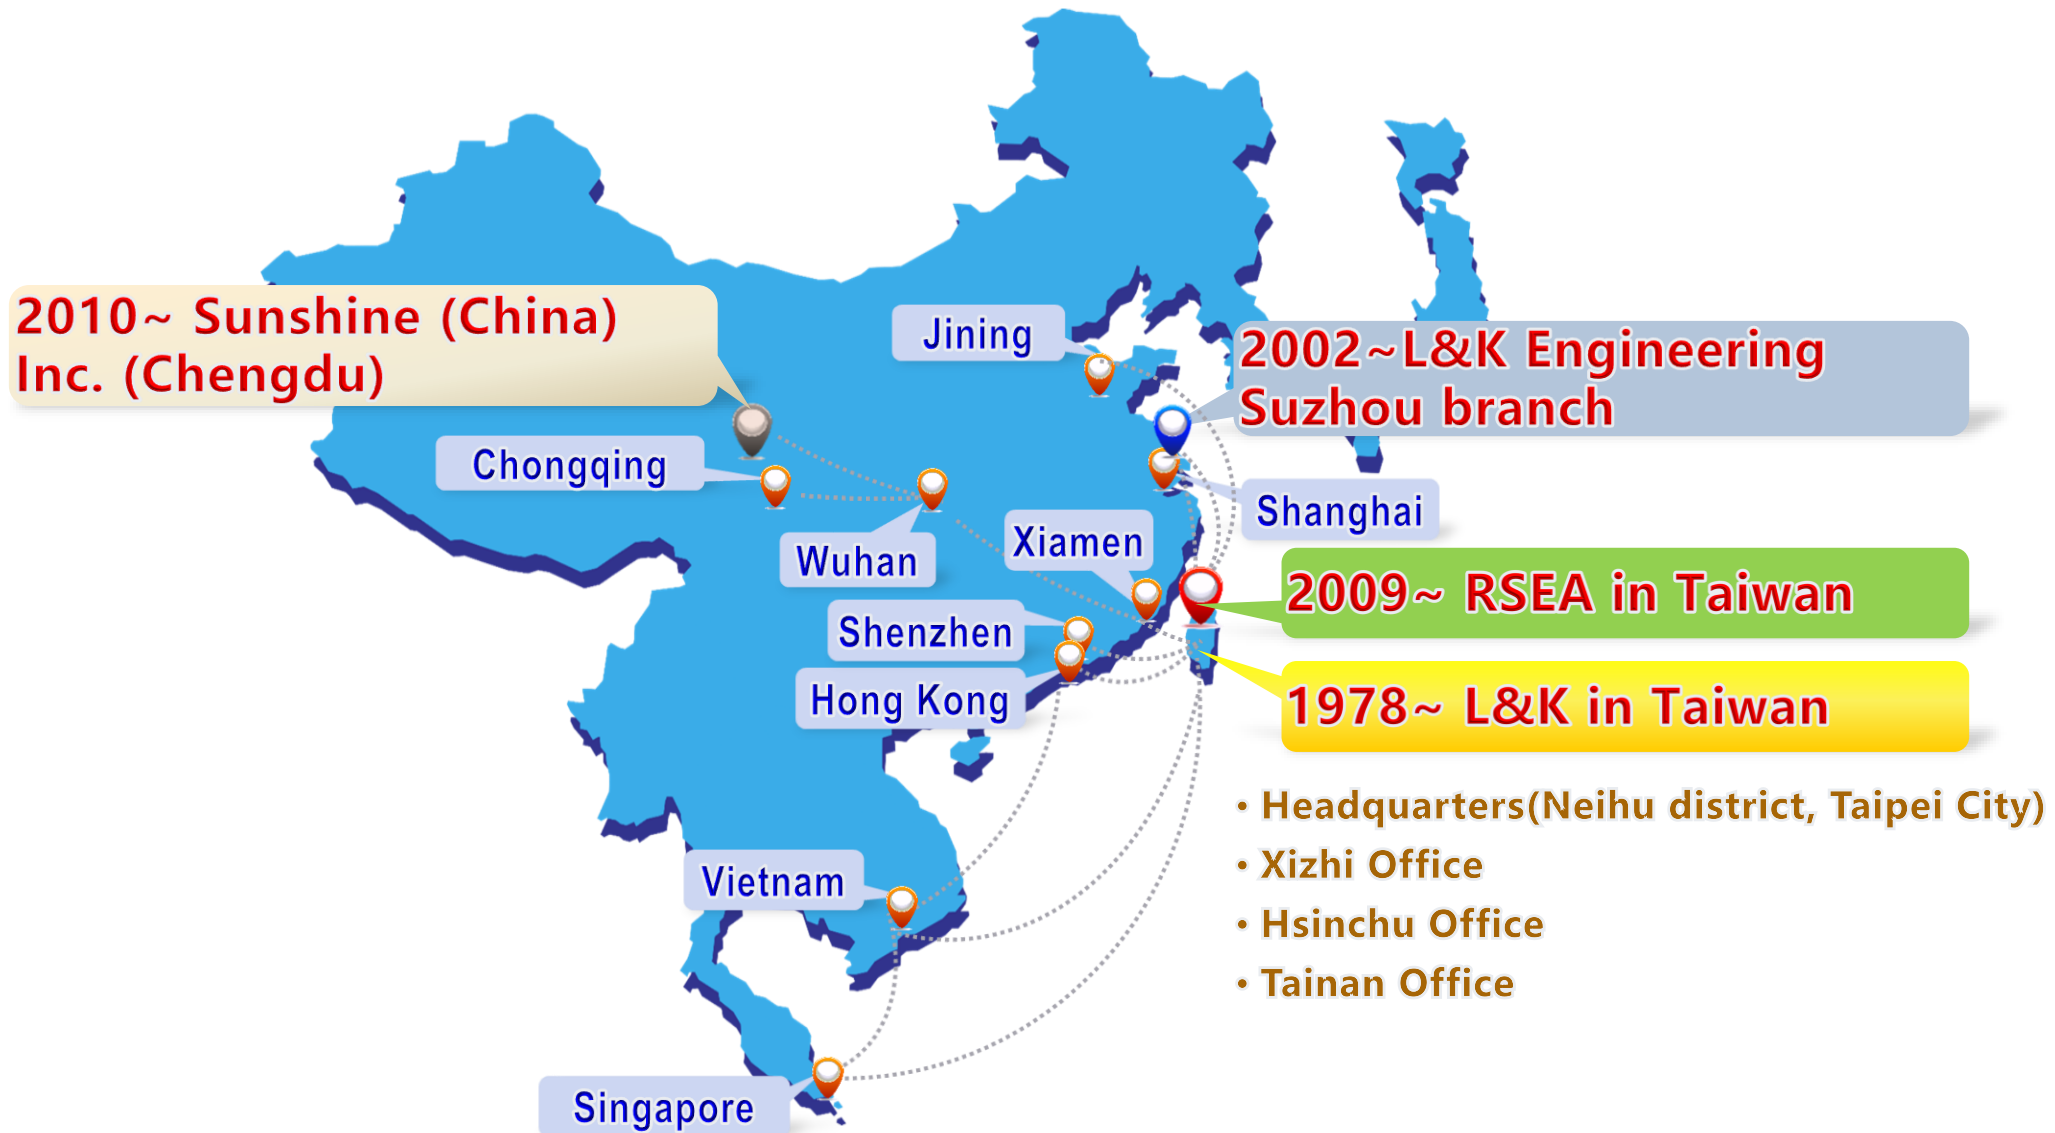 Jining
2010~ Sunshine (China)
Inc. (Chengdu)
2002~L&K Engineering
Suzhou branch
Chongqing
Shanghai
Wuhan
Xiamen
2009~ RSEA in Taiwan
Shenzhen
Hong Kong
1978~ L&K in Taiwan
• Headquarters(Neihu district, Taipei City)
• Xizhi Office
• Hsinchu Office
• Tainan Office
Vietnam
Singapore